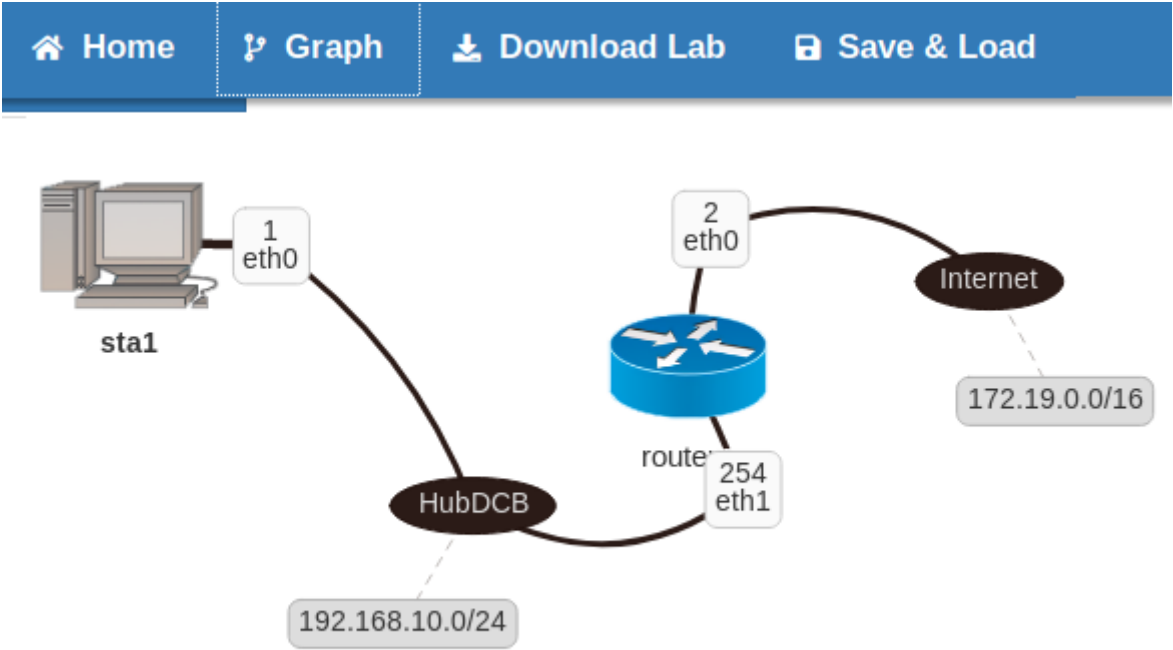 Home
Graph
Download Lab
Save & Load
1
eth0
sta1
2
eth0
Internet
172.19.0.0/16
route
254
eth1
HubDCB
192.168.10.0/24